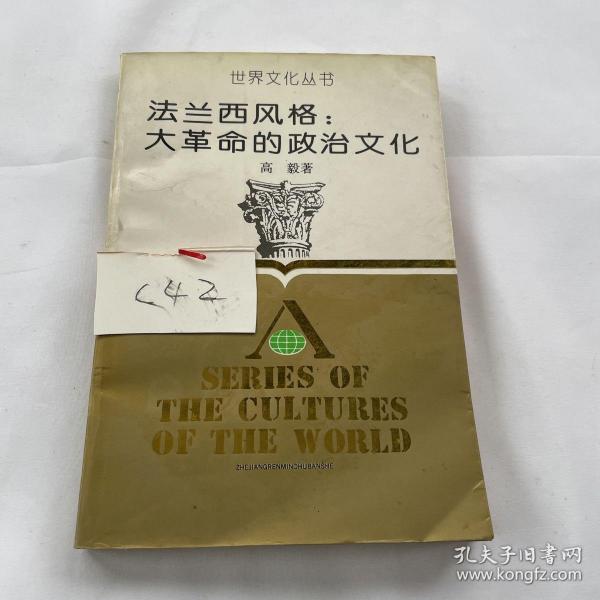 世界文化丛书
法兰西风格：
大革命的政治文化
高 毅著
C42
A
SERIES OF
THE CULTURES
OF THE WORLD
ZHEJIANGRENMINCHUBANSHE
孔夫子旧书网
www.kongfz.com